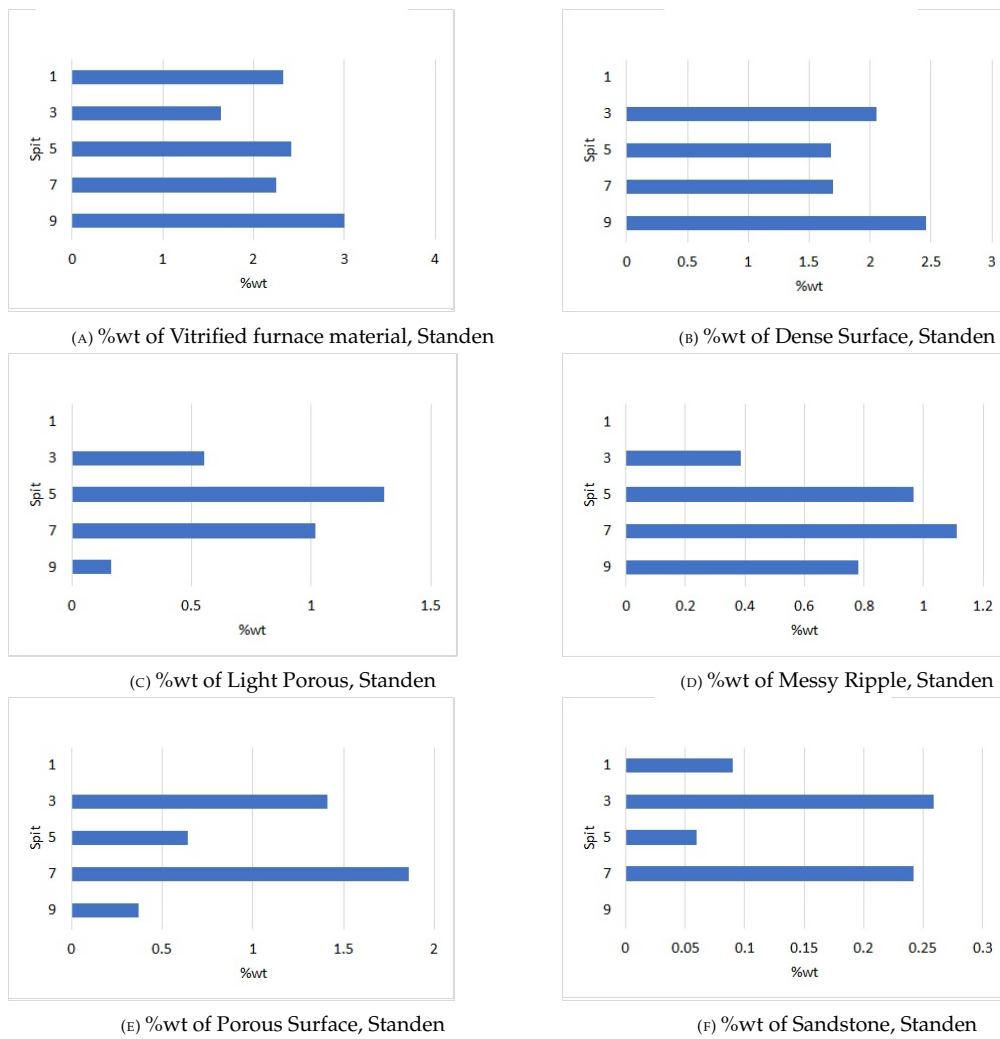 1
3
Spit
5
7
9
0 1 2 3 4
%wt
(A) %wt of Vitrified furnace material, Standen
1
3
Spit
5
7
9
0 0.5 1 1.5 2 2.5 3
%wt
(B) %wt of Dense Surface, Standen
1
3
Spit
5
7
9
0 0.5 1 1.5
%wt
(C) %wt of Light Porous, Standen
1
3
Spit
5
7
9
0 0.2 0.4 0.6 0.8 1 1.2
%wt
(D) %wt of Messy Ripple, Standen
1
3
Spit
5
7
9
0 0.5 1 1.5 2
%wt
(E) %wt of Porous Surface, Standen
1
3
Spit
5
7
9
0 0.05 0.1 0.15 0.2 0.25 0.3
%wt
(F) %wt of Sandstone, Standen